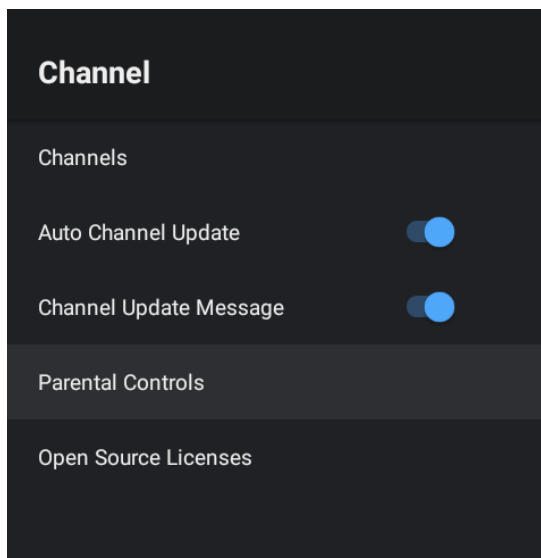 Channel
Channels
Auto Channel Update
Channel Update Message
Parental Controls
Open Source Licenses